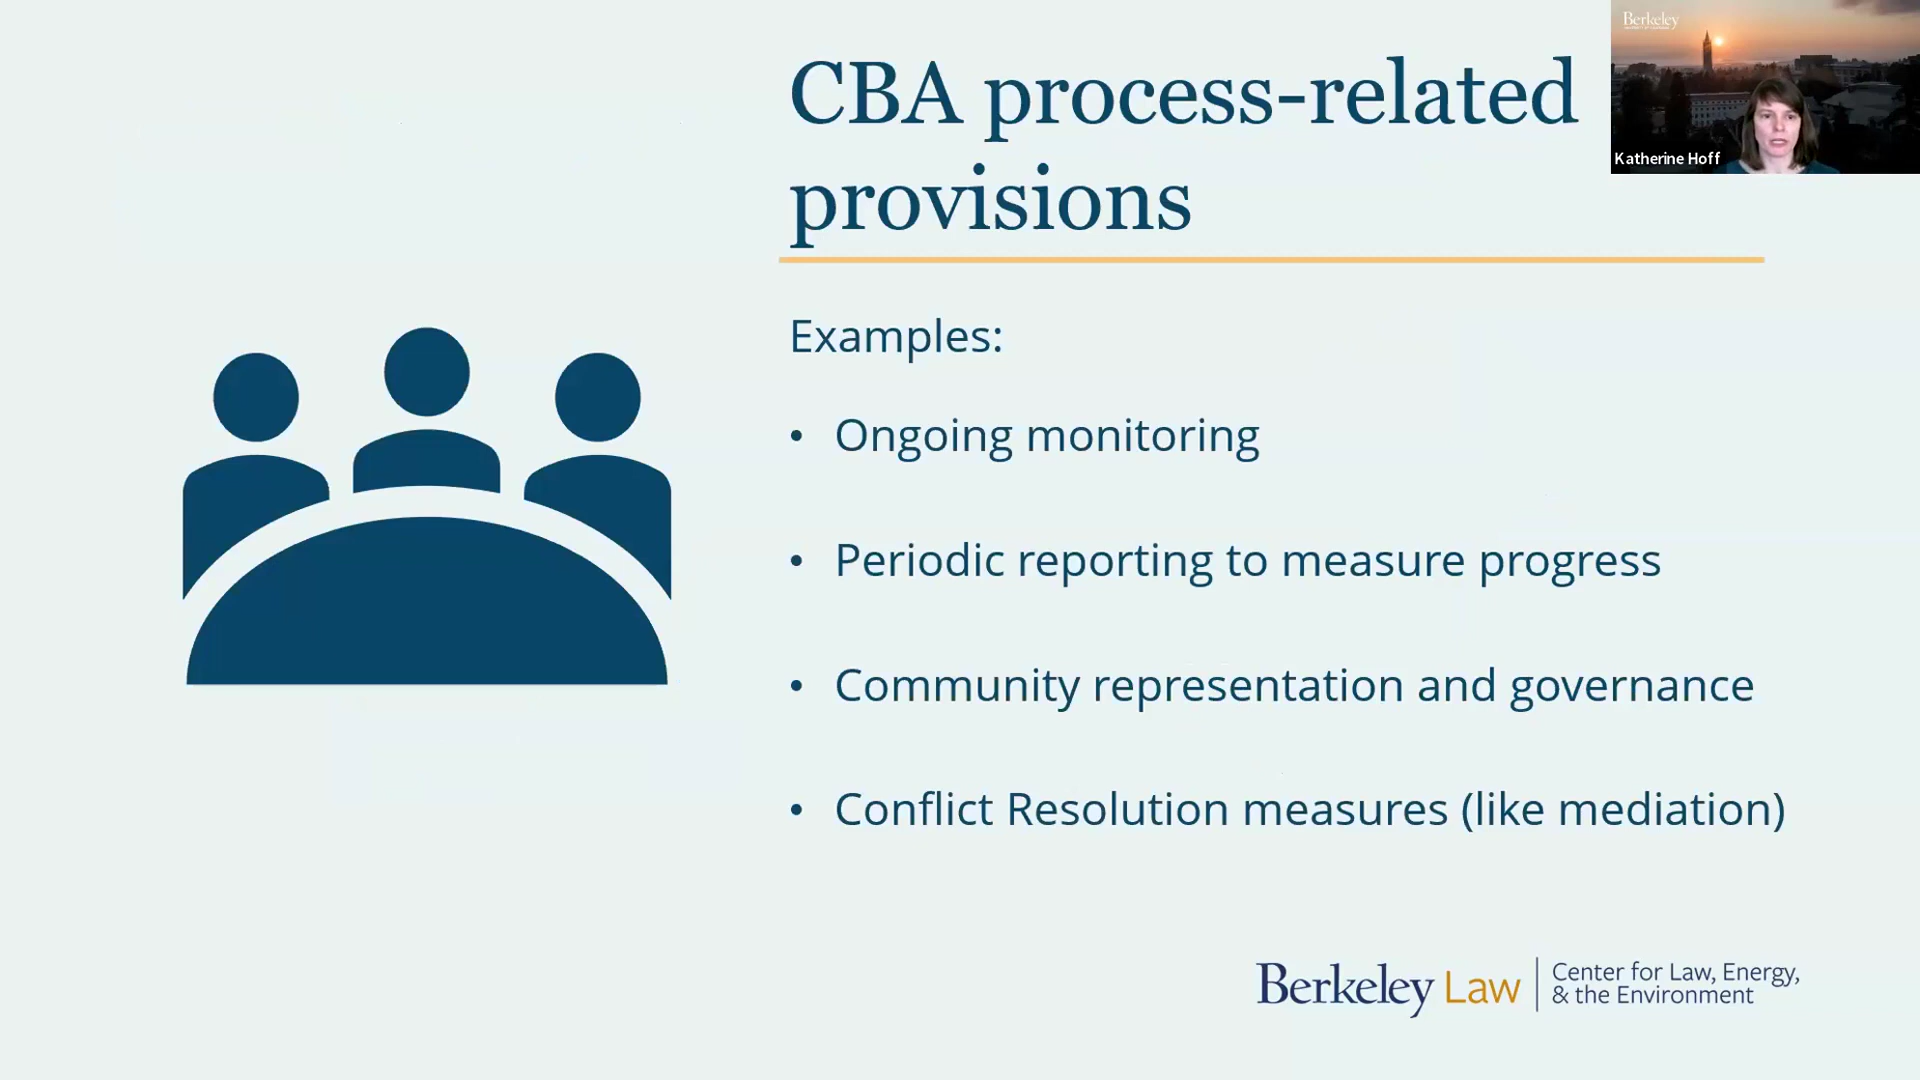 CBA process-related
provisions
Berkeley
Katherine Hoff
Examples:
• Ongoing monitoring
• Periodic reporting to measure progress
• Community representation and governance
• Conflict Resolution measures (like mediation)
Berkeley Law
Center for Law, Energy,
& the Environment